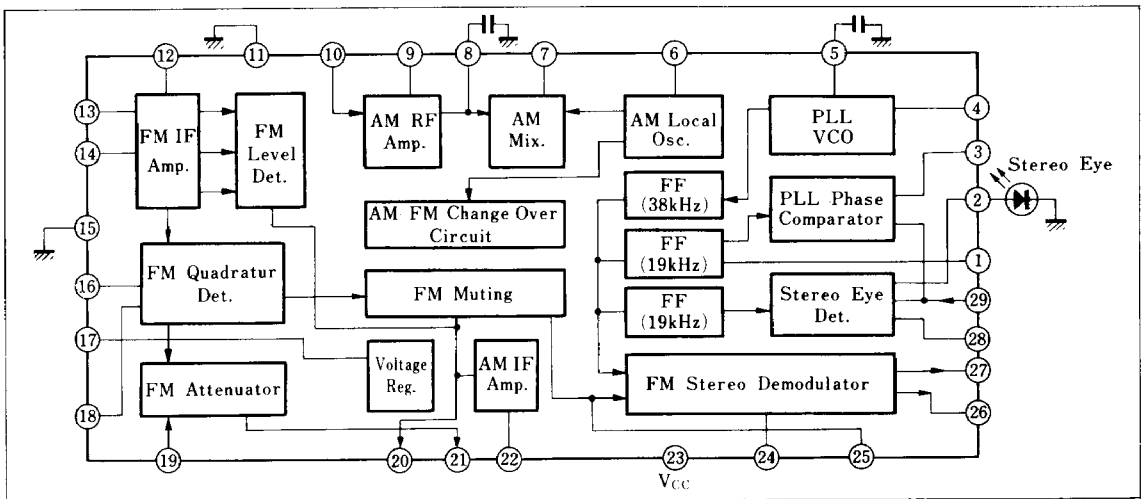 12
11
10
9
8
7
6
5
13
14
FM IF
Amp.
FM
Level
Det.
AM RF
Amp.
AM
Mix.
AM Local
Osc.
PLL
VCO
4
3
Stereo Eye
2
FF
(38kHz)
PLL Phase
Comparator
AM FM Change Over
Circuit
15
FF
(19kHz)
1
16
FM Quadratur
Det.
FM Muting
FF
(19kHz)
Stereo Eye
Det.
29
28
17
Voltage
Reg.
AM IF
Amp.
FM Attenuator
FM Stereo Demodulator
27
26
18
19
20
21
22
23
24
25
VCC